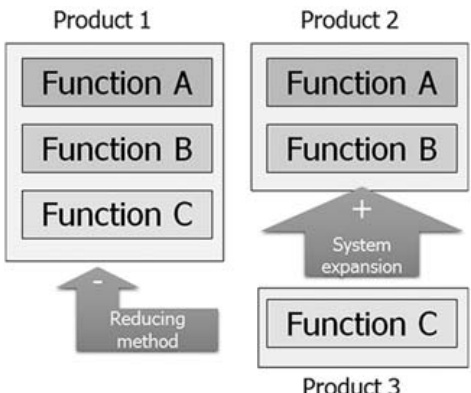 Product 1
Function A
Function B
Function C
-
Reducing
method
Product 2
Function A
Function B
+
System
expansion
Function C
Product 3